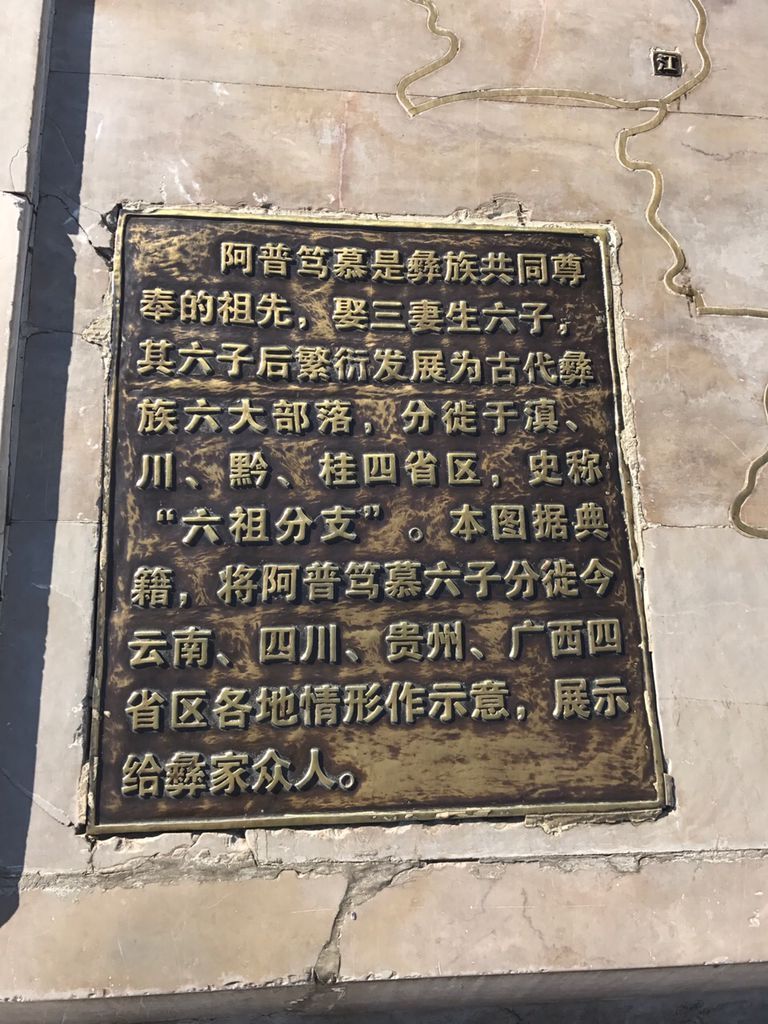 江
阿普笃慕是彝族共同尊
奉的祖先，娶三妻生六子，
其六子后繁衍发展为古代彝
族六大部落，分徙于滇、
川、黔、桂四省区，史称
“六祖分支”。本图据典
籍，将阿普笃慕六子分徙今
云南、四川、贵州、广西四
省区各地情形作示意，展示
给彝家众人。